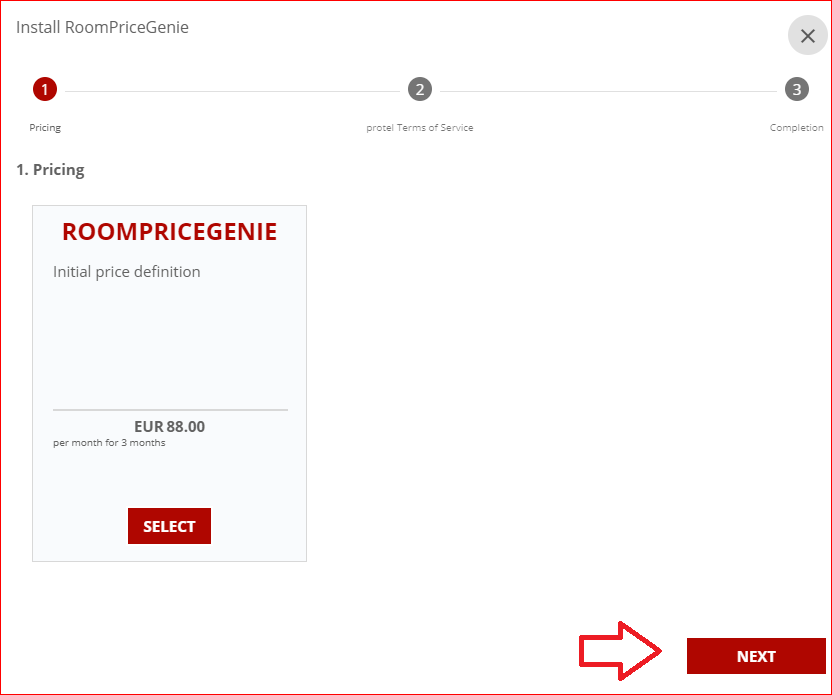 Install RoomPriceGenie
1
2
3
Pricing
protel Terms of Service
Completion
1. Pricing
ROOMPRICEGENIE
Initial price definition
EUR 88.00
per month for 3 months
SELECT
NEXT